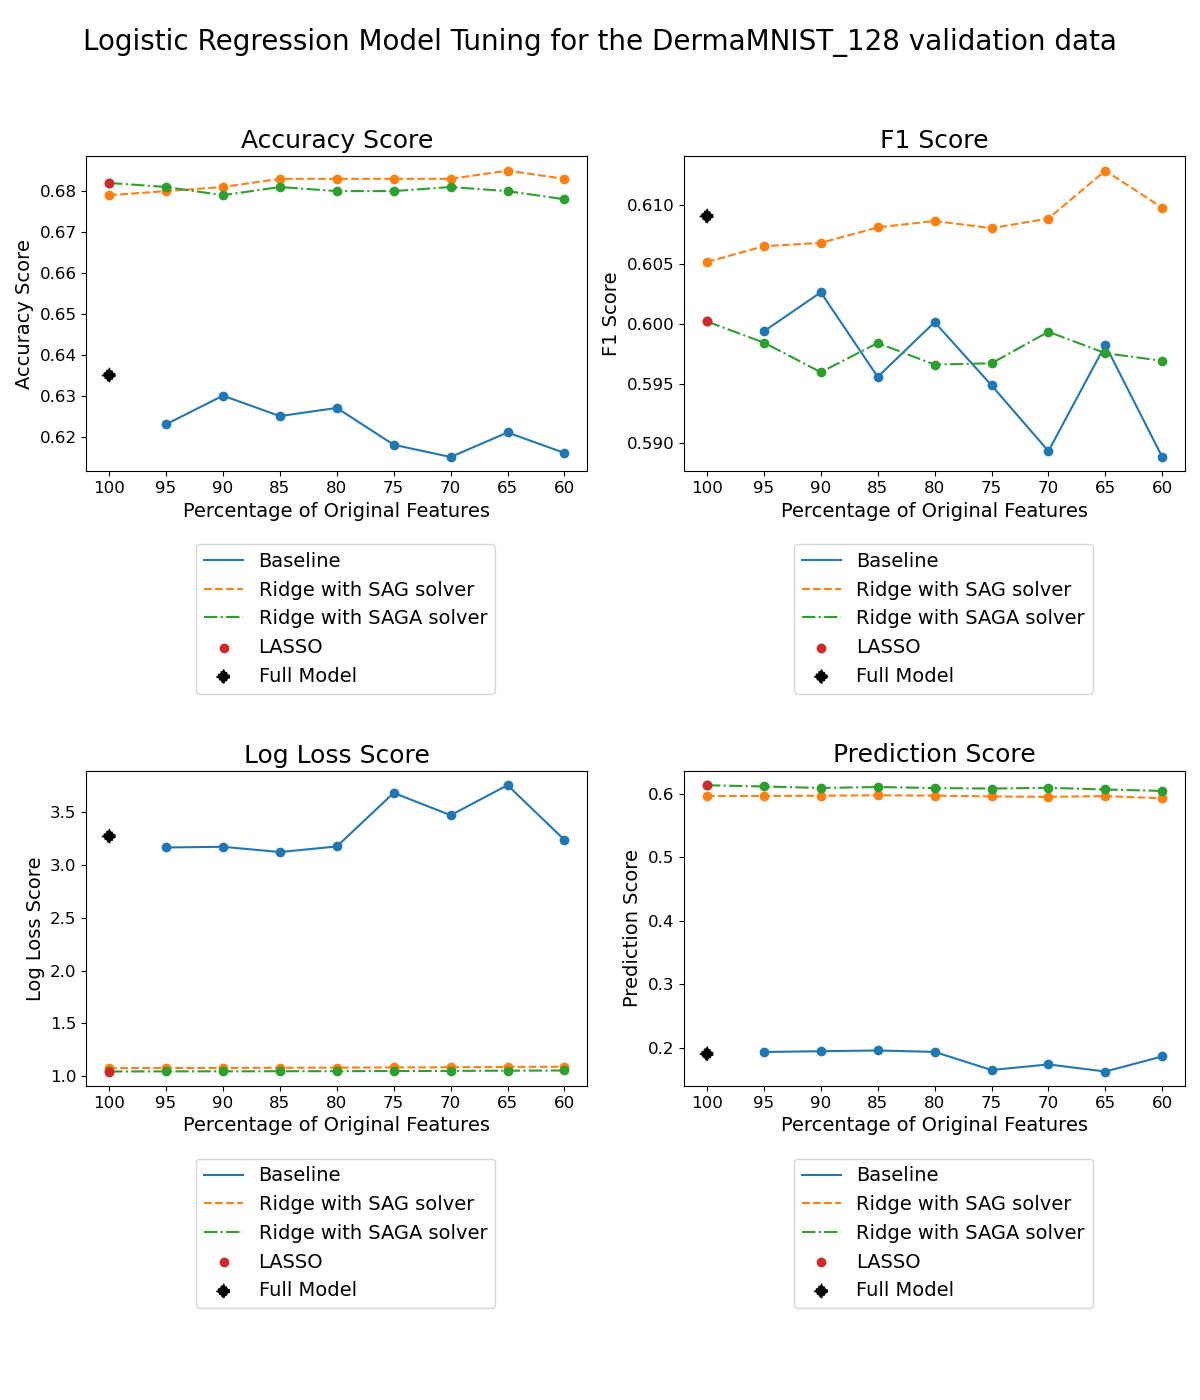 Logistic Regression Model Tuning for the DermaMNIST_128 validation data
Accuracy Score
Accuracy Score
0.68
0.67
0.66
0.65
0.64
0.63
0.62
100 95 90 85 80 75 70 65 60
Percentage of Original Features
Baseline
Ridge with SAG solver
Ridge with SAGA solver
LASSO
Full Model
F1 Score
F1 Score
0.610
0.605
0.600
0.595
0.590
100 95 90 85 80 75 70 65 60
Percentage of Original Features
Baseline
Ridge with SAG solver
Ridge with SAGA solver
LASSO
Full Model
Log Loss Score
Log Loss Score
3.5
3.0
2.5
2.0
1.5
1.0
100 95 90 85 80 75 70 65 60
Percentage of Original Features
Baseline
Ridge with SAG solver
Ridge with SAGA solver
LASSO
Full Model
Prediction Score
Prediction Score
0.6
0.5
0.4
0.3
0.2
100 95 90 85 80 75 70 65 60
Percentage of Original Features
Baseline
Ridge with SAG solver
Ridge with SAGA solver
LASSO
Full Model